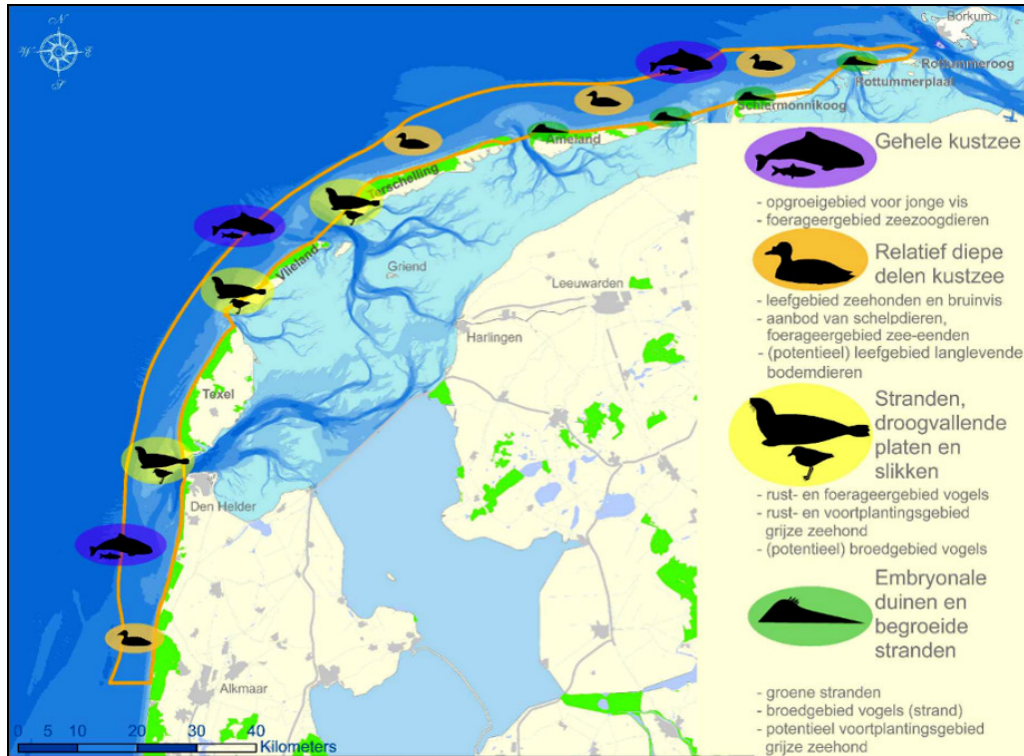 N
W E
S
Borkum
Rottummeroog
Rottummerplaat
Schiermonnikoog
Ameland
Terschelling
Vlieland
Griend
Leeuwarden
Harlingen
Texel
Den Helder
Alkmaar
0 5 10 20 30 40
Kilometers
Gehele kustzee
- opgroeigebied voor jonge vis
- foerageergebied zeezoogdieren
Relatief diepe
delen kustzee
- leefgebied zeehonden en bruinvis
- aanbod van schelpdieren,
foerageergebied zee-eenden
- (potentieel) leefgebied langlevende
bodemdieren
Stranden,
droogvallende
platen en
slikken
- rust- en foerageergebied vogels
- rust- en voortplantingsgebied
grijze zeehond
- (potentieel) broedgebied vogels
Embryonale
duinen en
begroeide
stranden
- groene stranden
- broedgebied vogels (strand)
- potentieel voortplantingsgebied
grijze zeehond